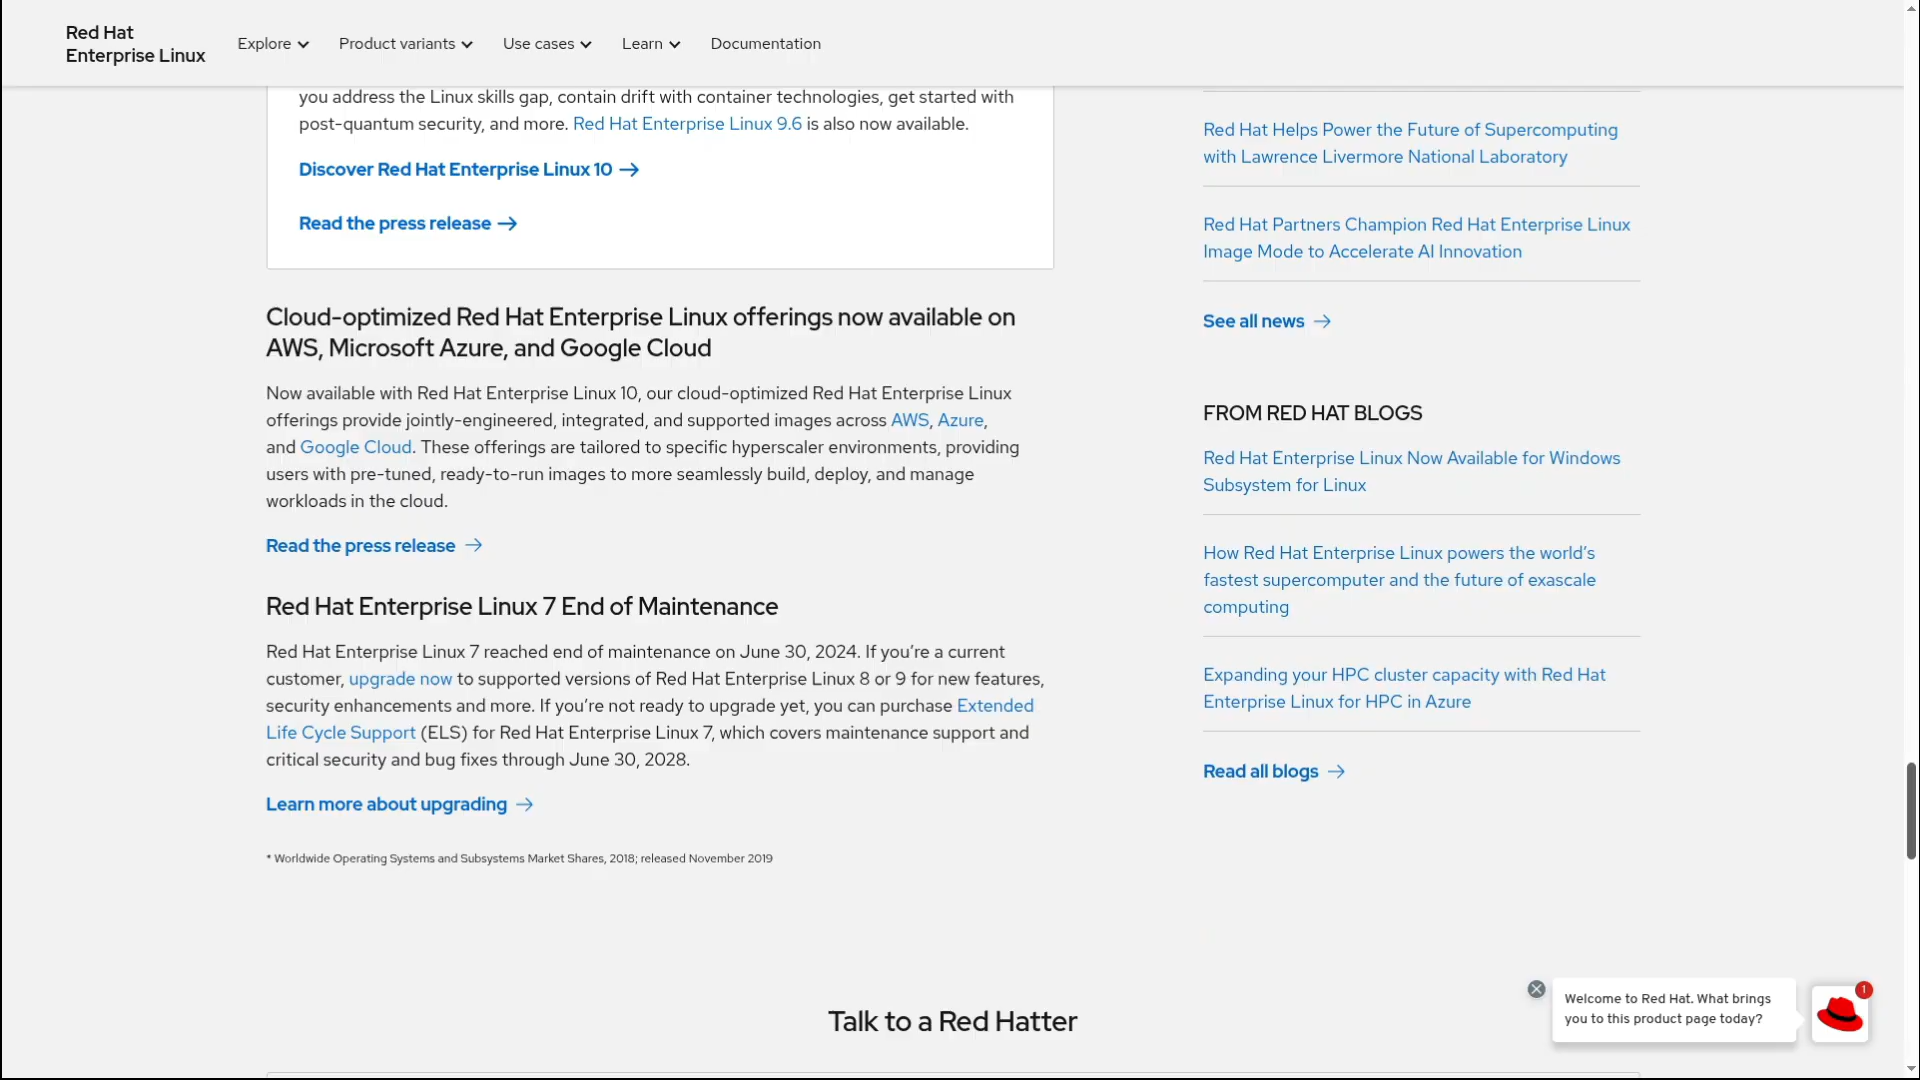 Red Hat
Enterprise Linux
Explore
Product variants
Use cases
Learn
Documentation
you address the Linux skills gap, contain drift with container technologies, get started with
post-quantum security, and more. Red Hat Enterprise Linux 9.6 is also now available.
Discover Red Hat Enterprise Linux 10
Read the press release
Cloud-optimized Red Hat Enterprise Linux offerings now available on
AWS, Microsoft Azure, and Google Cloud
Now available with Red Hat Enterprise Linux 10, our cloud-optimized Red Hat Enterprise Linux
offerings provide jointly-engineered, integrated, and supported images across AWS, Azure,
and Google Cloud. These offerings are tailored to specific hyperscaler environments, providing
users with pre-tuned, ready-to-run images to more seamlessly build, deploy, and manage
workloads in the cloud.
Read the press release
Red Hat Enterprise Linux 7 End of Maintenance
Red Hat Enterprise Linux 7 reached end of maintenance on June 30, 2024. If you’re a current
customer, upgrade now to supported versions of Red Hat Enterprise Linux 8 or 9 for new features,
security enhancements and more. If you’re not ready to upgrade yet, you can purchase Extended
Life Cycle Support (ELS) for Red Hat Enterprise Linux 7, which covers maintenance support and
critical security and bug fixes through June 30, 2028.
Learn more about upgrading
* Worldwide Operating Systems and Subsystems Market Shares, 2018; released November 2019
Red Hat Helps Power the Future of Supercomputing
with Lawrence Livermore National Laboratory
Red Hat Partners Champion Red Hat Enterprise Linux
Image Mode to Accelerate AI Innovation
See all news
FROM RED HAT BLOGS
Red Hat Enterprise Linux Now Available for Windows
Subsystem for Linux
How Red Hat Enterprise Linux powers the world’s
fastest supercomputer and the future of exascale
computing
Expanding your HPC cluster capacity with Red Hat
Enterprise Linux for HPC in Azure
Read all blogs
Talk to a Red Hatter
Welcome to Red Hat. What brings
you to this product page today?
1